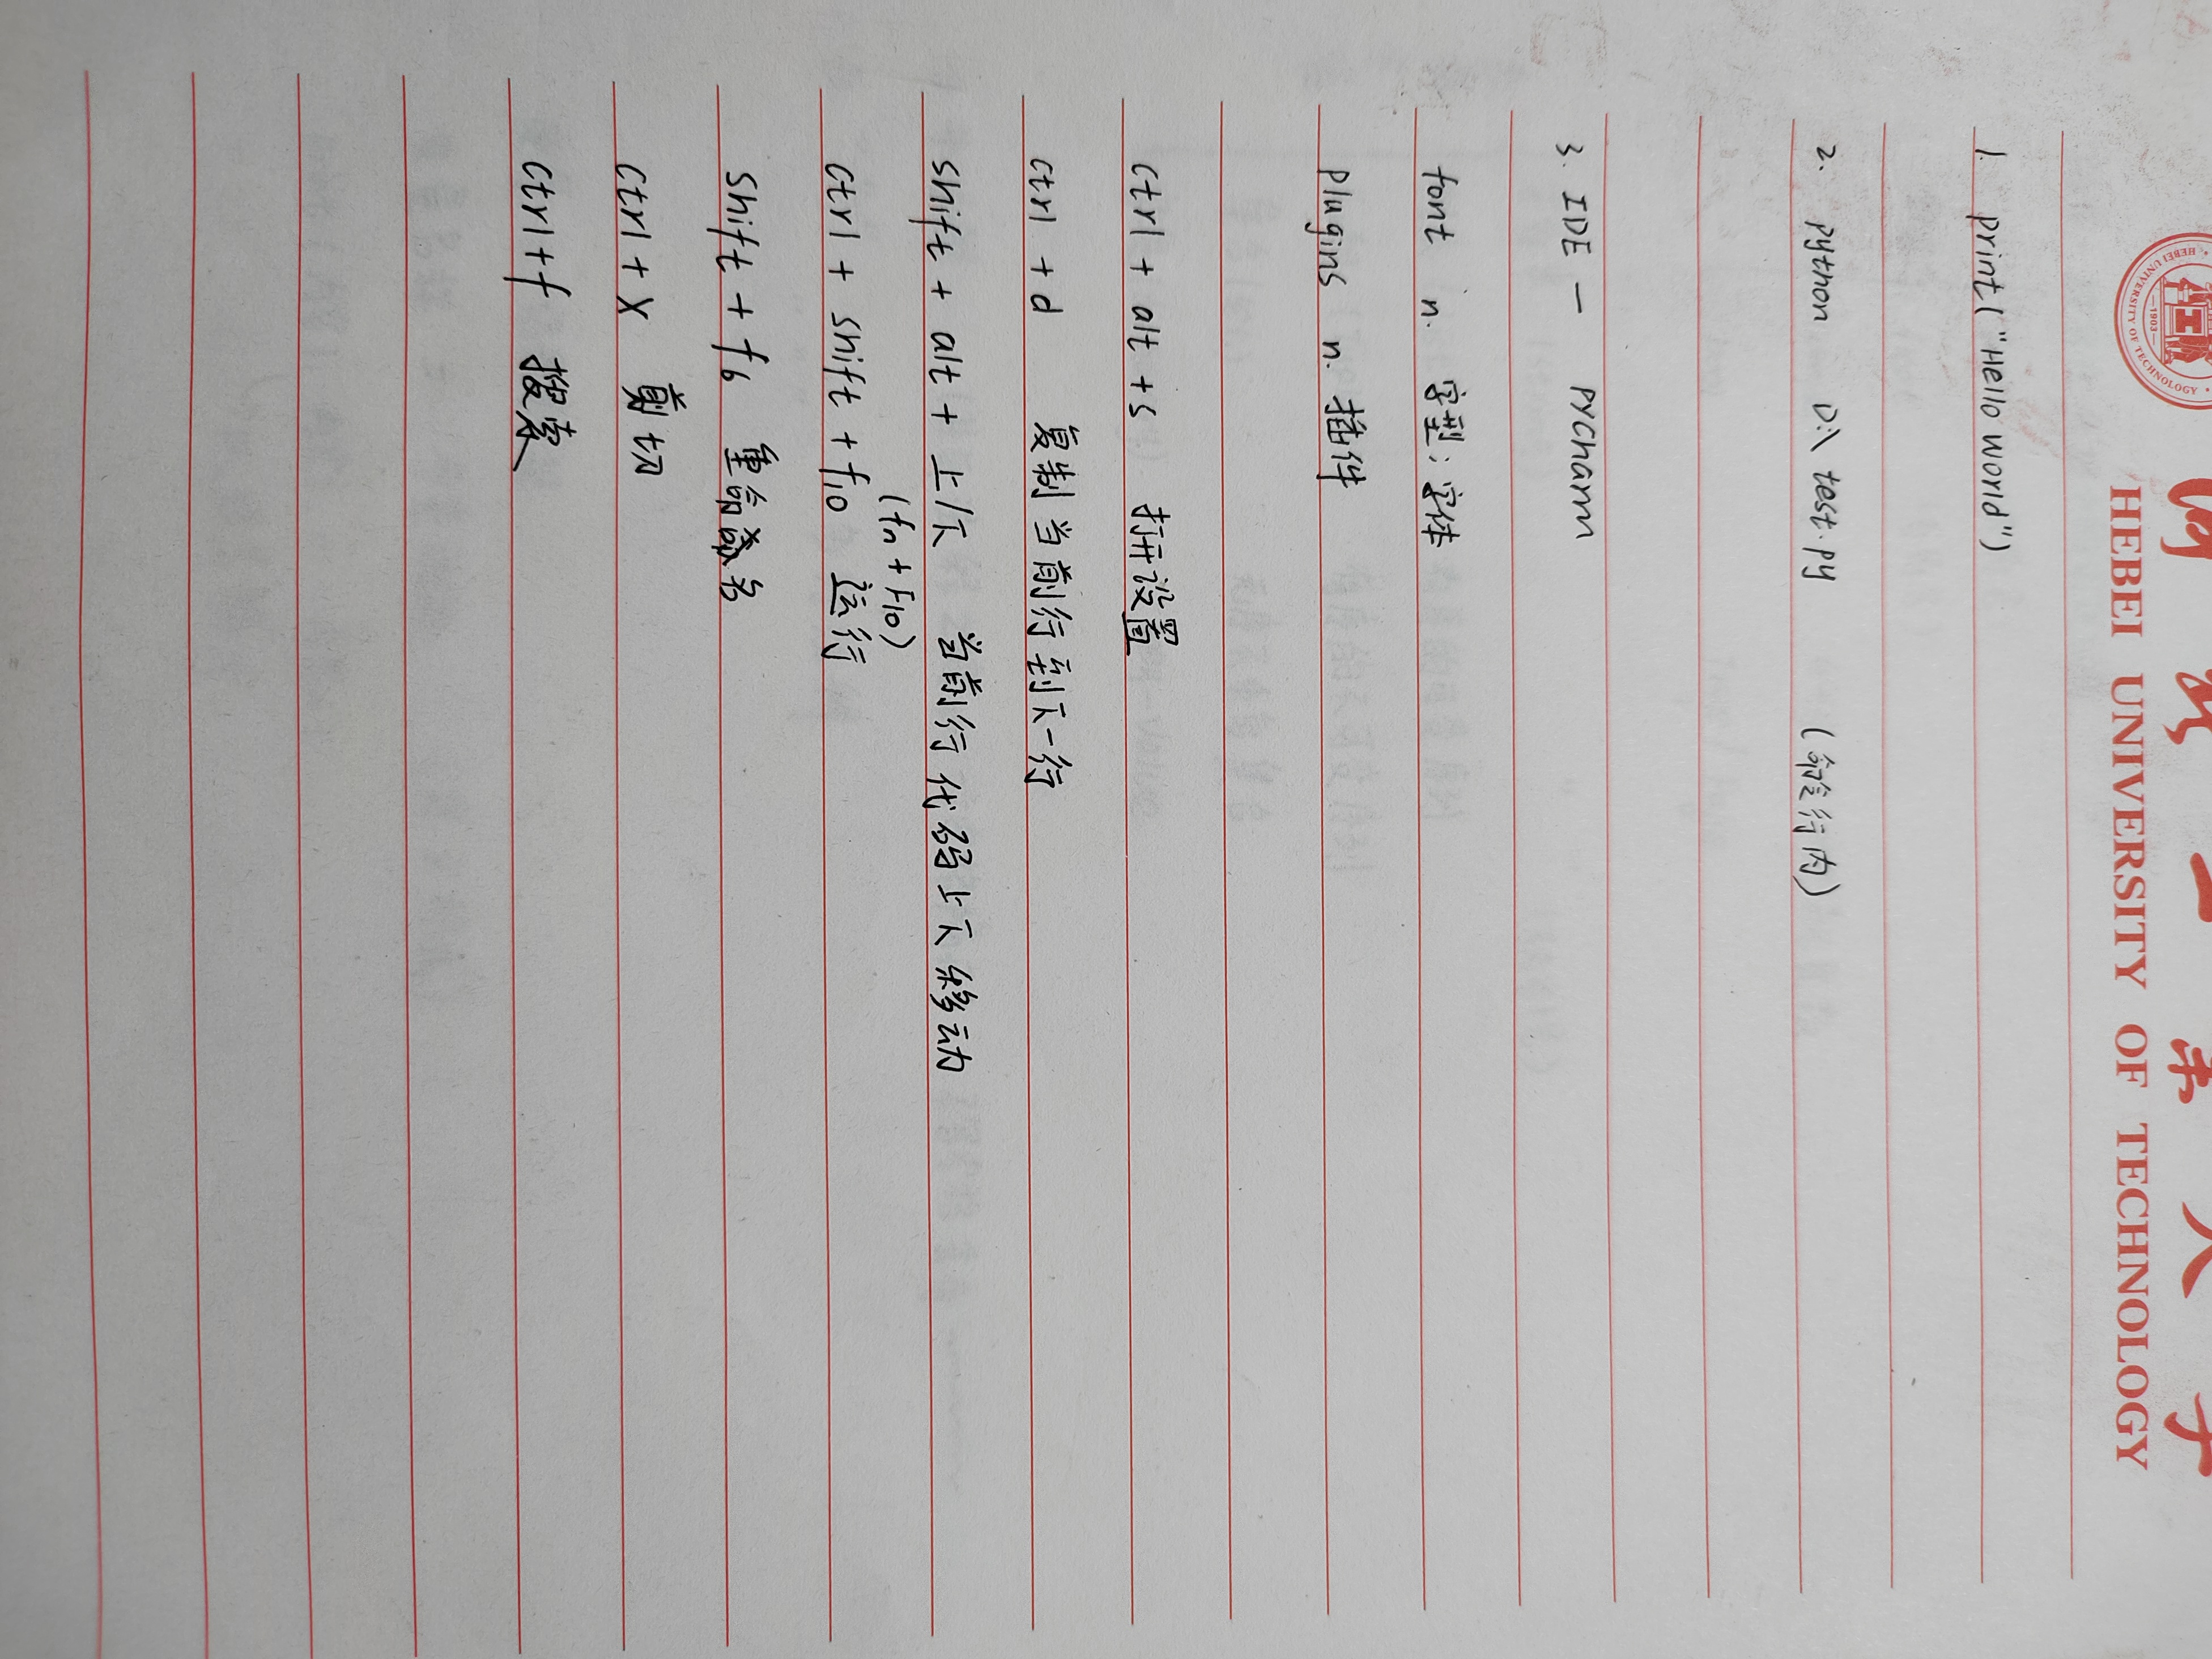 河北工业大学
HEBEI UNIVERSITY OF TECHNOLOGY
1903
HEBEI UNIVERSITY OF TECHNOLOGY
1. print("Hello World")
2. python D:\ test.py (命令行内)
3. IDE — PyCharm
font n. 字型；字体
Plugins n. 插件
ctrl + alt + s 打开设置
ctrl + d 复制当前行到下一行
shift + alt + 上/下 当前行代码上下移动
(fn + F10)
ctrl + shift + f10 运行
shift + f6 重命名
ctrl + x 剪切
ctrl+f 搜索